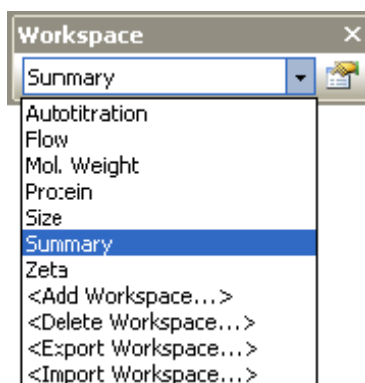 Workspace
Summary
Autotitration
Flow
Mol. Weight
Protein
Size
Summary
Zeta
<Add Workspace...>
<Delete Workspace...>
<Export Workspace...>
<Import Workspace...>